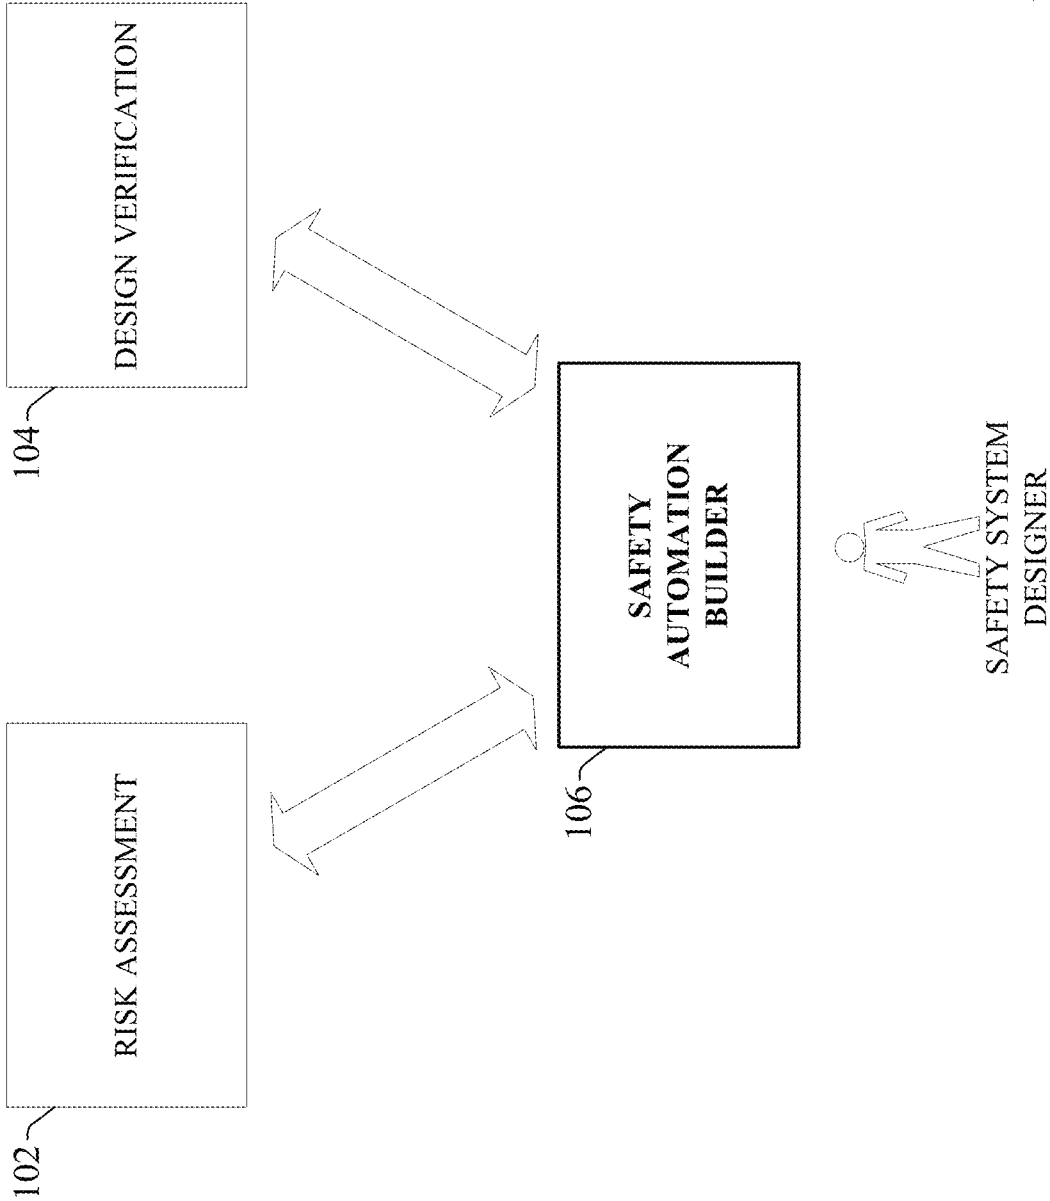 102
RISK ASSESSMENT
104
DESIGN VERIFICATION
106
SAFETY
AUTOMATION
BUILDER
SAFETY SYSTEM
DESIGNER